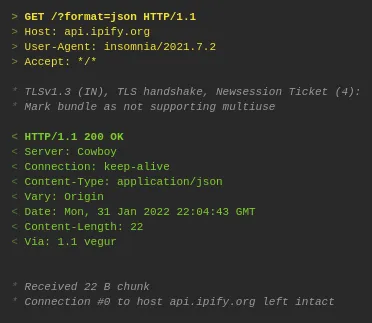 > GET /?format=json HTTP/1.1
> Host: api.ipify.org
> User-Agent: insomnia/2021.7.2
> Accept: */*
* TLSv1.3 (IN), TLS handshake, Newsession Ticket (4):
* Mark bundle as not supporting multiuse
< HTTP/1.1 200 OK
< Server: Cowboy
< Connection: keep-alive
< Content-Type: application/json
< Vary: Origin
< Date: Mon, 31 Jan 2022 22:04:43 GMT
< Content-Length: 22
< Via: 1.1 vegur
* Received 22 B chunk
* Connection #0 to host api.ipify.org left intact